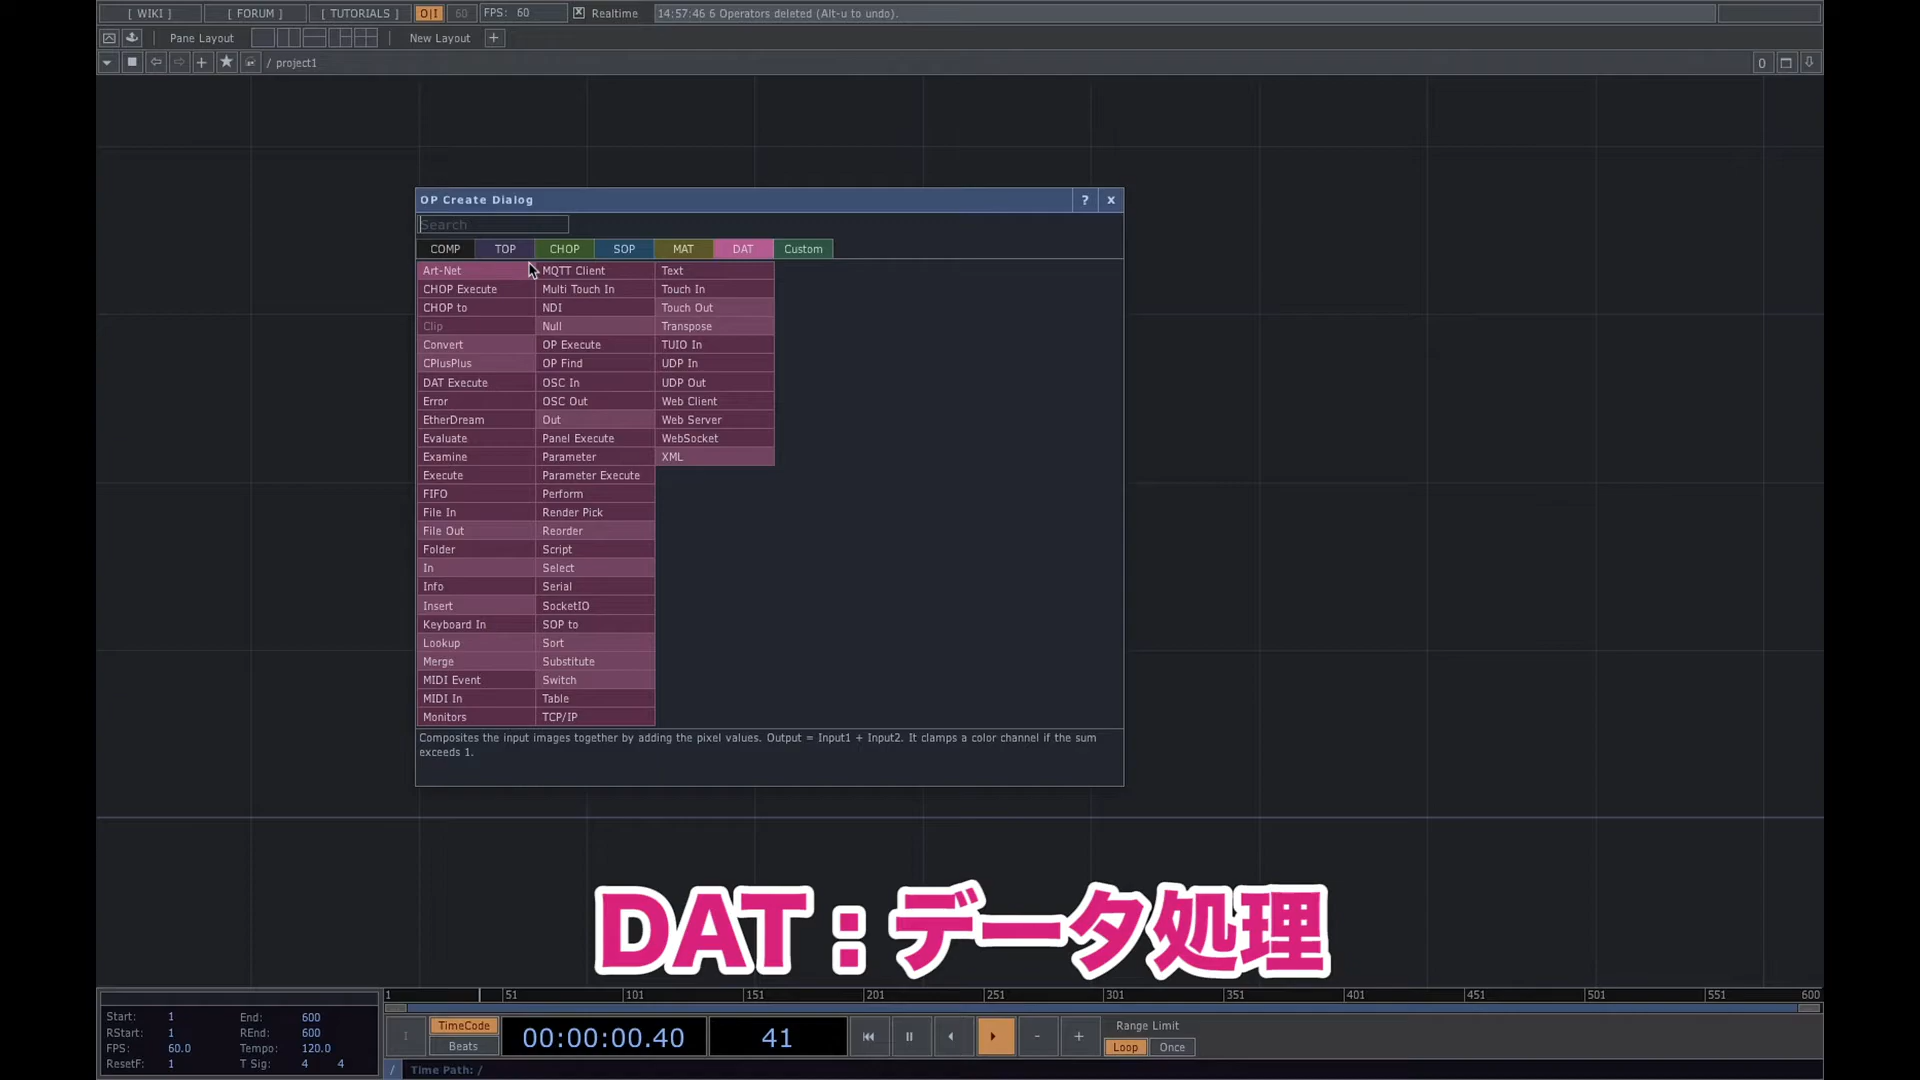 [ WIKI ] [ FORUM ] [ TUTORIALS ] O|I 60 FPS: 60 Realtime 14:57:46 6 Operators deleted (Alt-u to undo).
Pane Layout New Layout +
/ project1 0
OP Create Dialog ? x
Search
COMP TOP CHOP SOP MAT DAT Custom
Art-Net MQTT Client Text
CHOP Execute Multi Touch In Touch In
CHOP to NDI Touch Out
Clip Null Transpose
Convert OP Execute TUIO In
CPlusPlus OP Find UDP In
DAT Execute OSC In UDP Out
Error OSC Out Web Client
EtherDream Out Web Server
Evaluate Panel Execute WebSocket
Examine Parameter XML
Execute Parameter Execute
FIFO Perform
File In Render Pick
File Out Reorder
Folder Script
In Select
Info Serial
Insert SocketIO
Keyboard In SOP to
Lookup Sort
Merge Substitute
MIDI Event Switch
MIDI In Table
Monitors TCP/IP
Composites the input images together by adding the pixel values. Output = Input1 + Input2. It clamps a color channel if the sum
exceeds 1.
DAT：データ処理
1 51 101 151 201 251 301 351 401 451 501 551 600
Start: 1 End: 600
RStart: 1 REnd: 600
FPS: 60.0 Tempo: 120.0
ResetF: 1 T Sig: 4 4
TimeCode
Beats
00:00:00.40 41
- +
Range Limit
Loop Once
/ Time Path: /